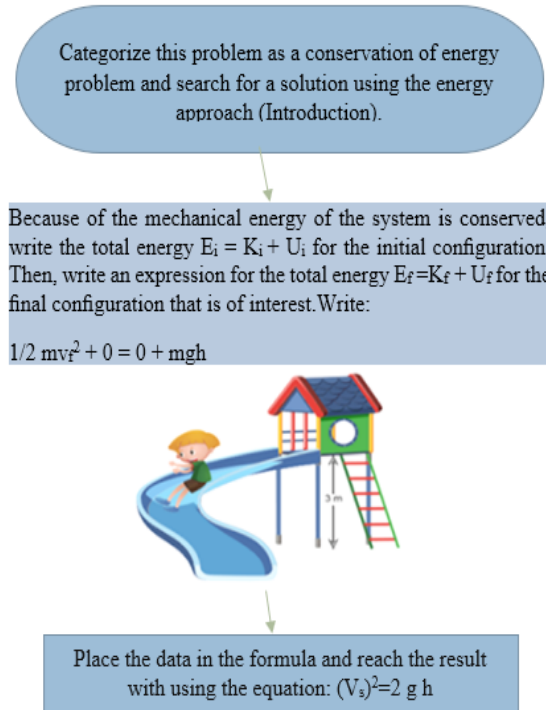 Categorize this problem as a conservation of energy
problem and search for a solution using the energy
approach (Introduction).
Because of the mechanical energy of the system is conserved
write the total energy Eᵢ = Kᵢ + Uᵢ for the initial configuration
Then, write an expression for the total energy E_f =K_f + U_f for the
final configuration that is of interest.Write:
1/2 mv_f² + 0 = 0 + mgh
3 m
Place the data in the formula and reach the result
with using the equation: (Vₛ)²=2 g h